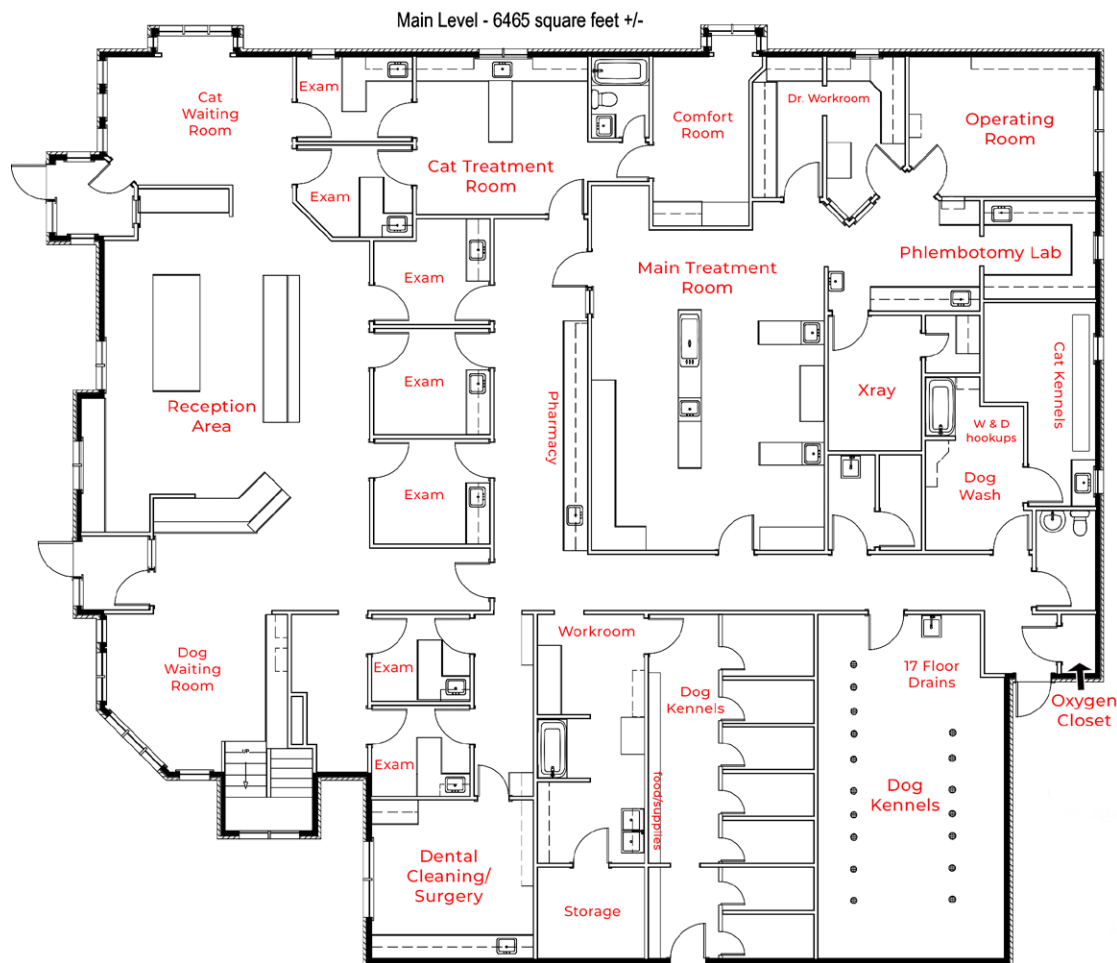 Main Level - 6465 square feet +/-
Exam
Cat
Waiting
Room
Dr. Workroom
Comfort
Room
Operating
Room
Cat Treatment
Room
Exam
Phlembotomy Lab
Main Treatment
Room
Exam
Exam
Reception
Area
Pharmacy
Xray
Cat Kennels
W & D
hookups
Dog
Wash
Exam
UP
Dog
Waiting
Room
Exam
Workroom
Dog
Kennels
17 Floor
Drains
Oxygen
Closet
Exam
food/supplies
Dog
Kennels
Dental
Cleaning/
Surgery
Storage